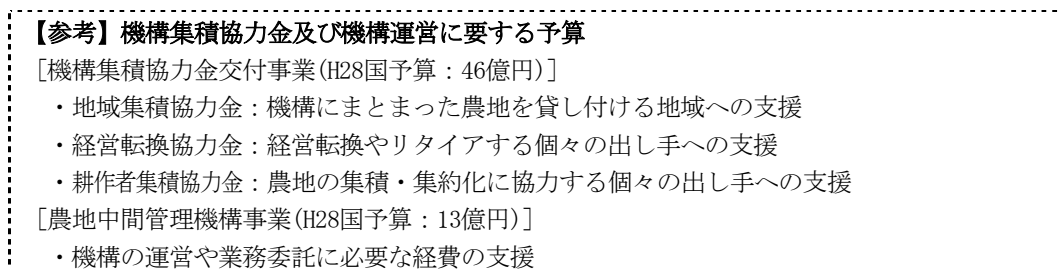 【参考】機構集積協力金及び機構運営に要する予算
[機構集積協力金交付事業(H28国予算：46億円)]
・地域集積協力金：機構にまとまった農地を貸し付ける地域への支援
・経営転換協力金：経営転換やリタイアする個々の出し手への支援
・耕作者集積協力金：農地の集積・集約化に協力する個々の出し手への支援
[農地中間管理機構事業(H28国予算：13億円)]
・機構の運営や業務委託に必要な経費の支援